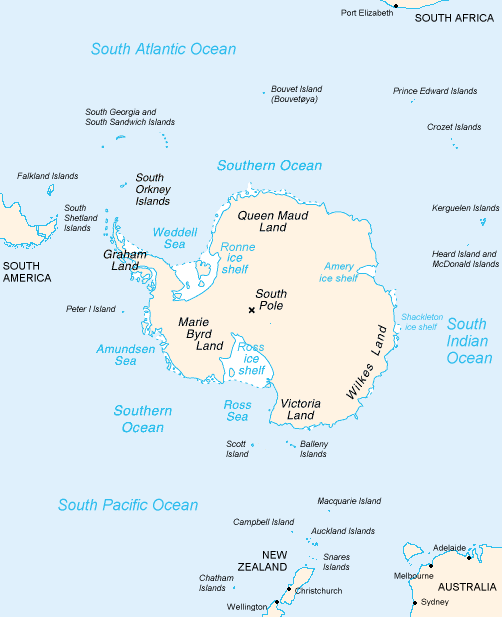 Port Elizabeth
SOUTH AFRICA
South Atlantic Ocean
Bouvet Island
(Bouvetøya)
Prince Edward Islands
South Georgia and
South Sandwich Islands
Crozet Islands
Southern Ocean
Falkland Islands
South
Orkney
Islands
South
Shetland
Islands
Queen Maud
Land
Kerguelen Islands
Weddell
Sea
Ronne
ice
shelf
Graham
Land
Heard Island and
McDonald Islands
SOUTH
AMERICA
Amery
ice shelf
South
Pole
Peter I Island
Marie
Byrd
Land
Shackleton
ice shelf
South
Indian
Ocean
Amundsen
Sea
Ross
ice
shelf
Wilkes Land
Southern
Ocean
Ross
Sea
Victoria
Land
Scott
Island
Balleny
Islands
South Pacific Ocean
Macquarie Island
Campbell Island
Auckland Islands
NEW
ZEALAND
Snares
Islands
Adelaide
Melbourne
Chatham
Islands
Christchurch
AUSTRALIA
Wellington
Sydney